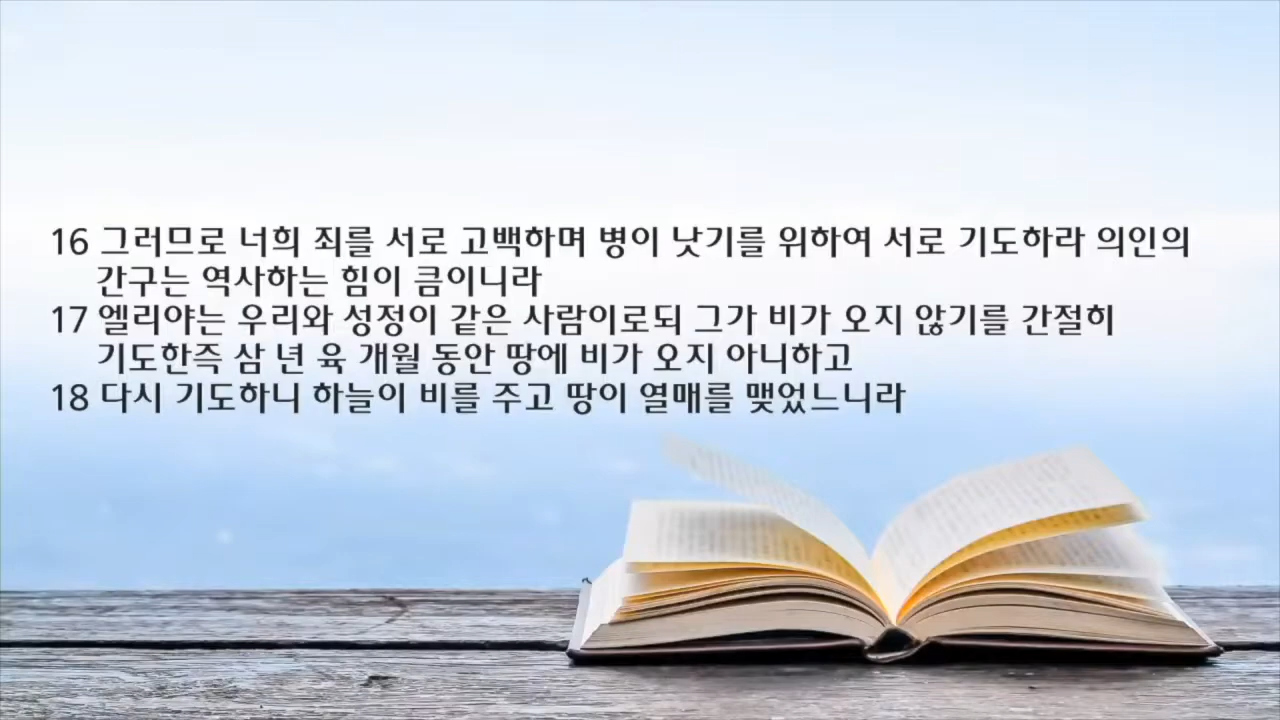 16 그러므로 너희 죄를 서로 고백하며 병이 낫기를 위하여 서로 기도하라 의인의
간구는 역사하는 힘이 큼이니라
17 엘리야는 우리와 성정이 같은 사람이로되 그가 비가 오지 않기를 간절히
기도한즉 삼 년 육 개월 동안 땅에 비가 오지 아니하고
18 다시 기도하니 하늘이 비를 주고 땅이 열매를 맺었느니라